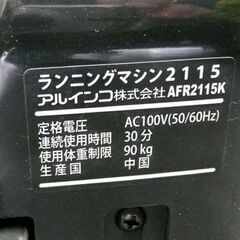 ランニングマシン2115
アルインコ株式会社 AFR2115K
定格電圧 AC100V(50/60Hz)
連続使用時間 30分
使用体重制限 90kg
生産国 中国